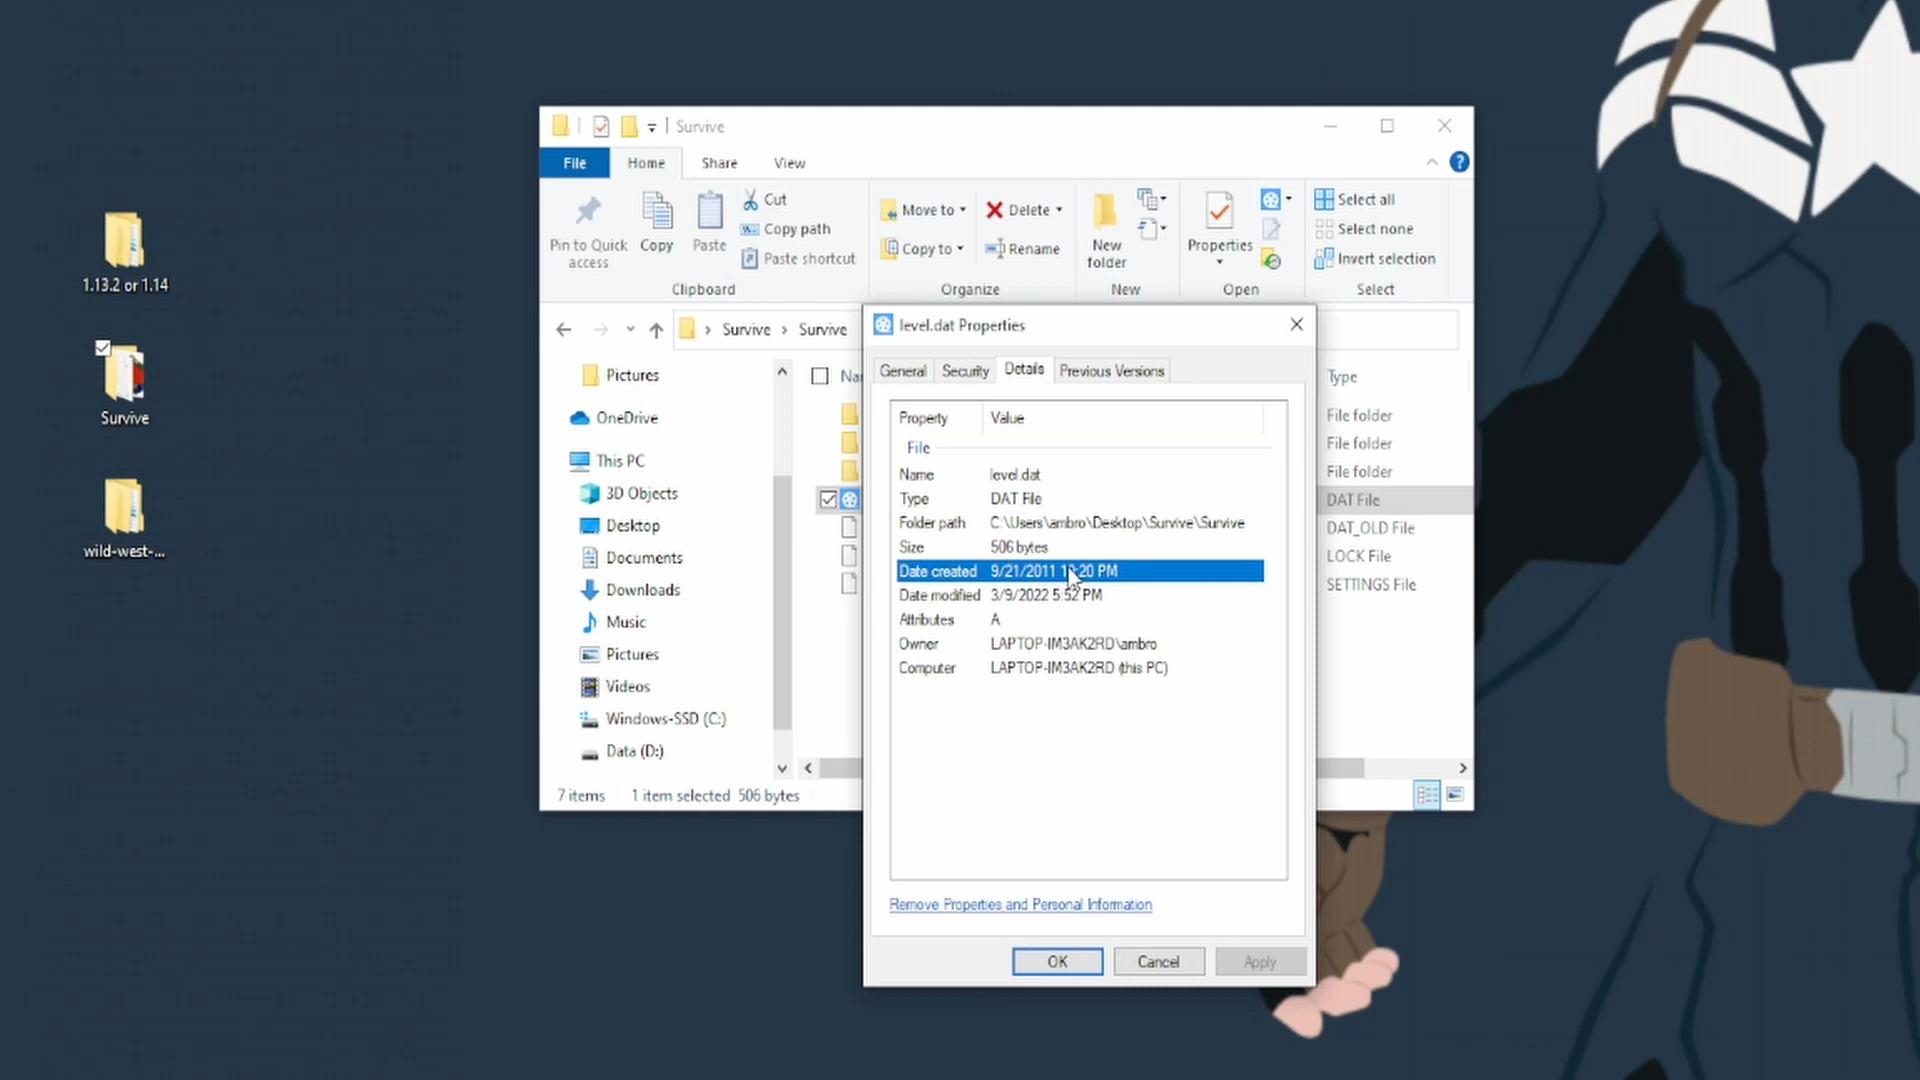 1.13.2 or 1.14
Survive
wild-west-...
Survive
File
Home
Share
View
Pin to Quick
access
Copy
Paste
Cut
Copy path
Paste shortcut
Clipboard
Move to
Copy to
Delete
Rename
Organize
New
folder
New
Properties
Open
Select all
Select none
Invert selection
Select
Survive
Survive
Pictures
OneDrive
This PC
3D Objects
Desktop
Documents
Downloads
Music
Pictures
Videos
Windows-SSD (C:)
Data (D:)
Type
File folder
File folder
File folder
DAT File
DAT_OLD File
LOCK File
SETTINGS File
7 items 1 item selected 506 bytes
level.dat Properties
General
Security
Details
Previous Versions
Property Value
File
Name level.dat
Type DAT File
Folder path C:\Users\ambro\Desktop\Survive\Survive
Size 506 bytes
Date created 9/21/2011 PM
Date modified 3/9/2022 5:52 PM
Attributes A
Owner LAPTOP-IM3AK2RD\ambro
Computer LAPTOP-IM3AK2RD (this PC)
Remove Properties and Personal Information
OK
Cancel
Apply